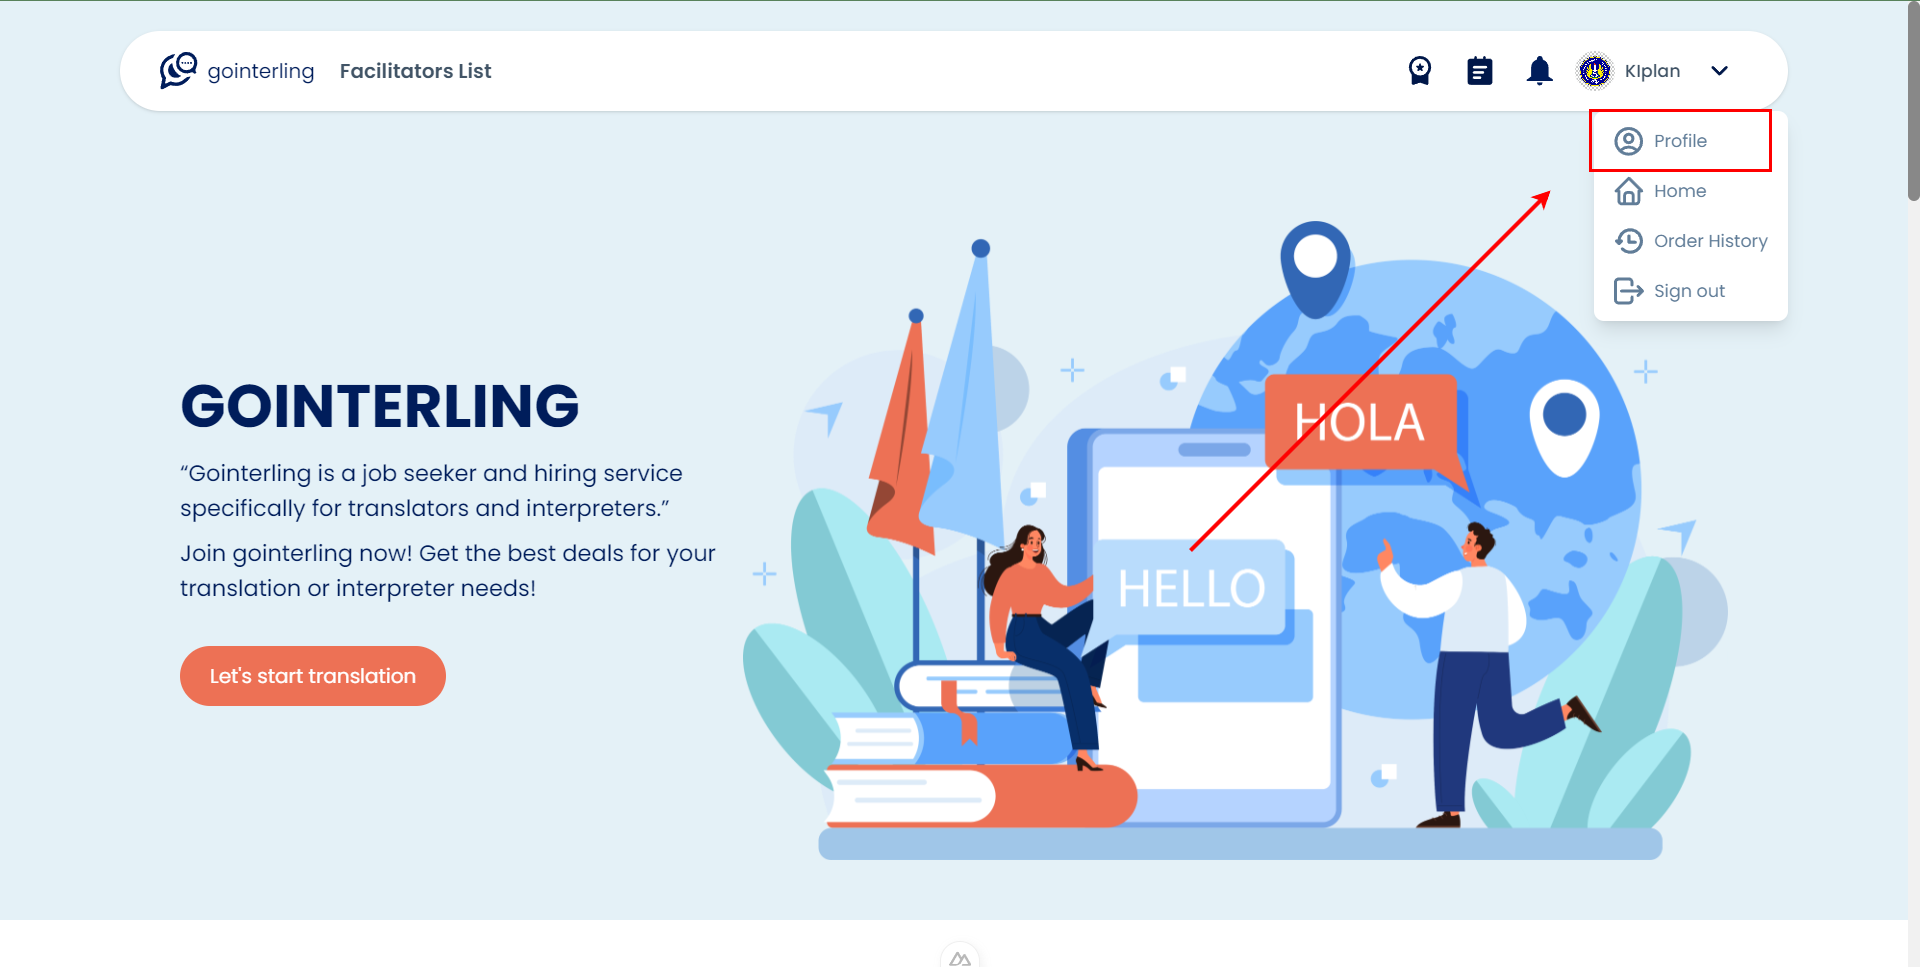 gointerling
Facilitators List
KIplan
Profile
Home
Order History
Sign out
GOINTERLING
“Gointerling is a job seeker and hiring service
specifically for translators and interpreters.”
Join gointerling now! Get the best deals for your
translation or interpreter needs!
Let's start translation
HOLA
HELLO